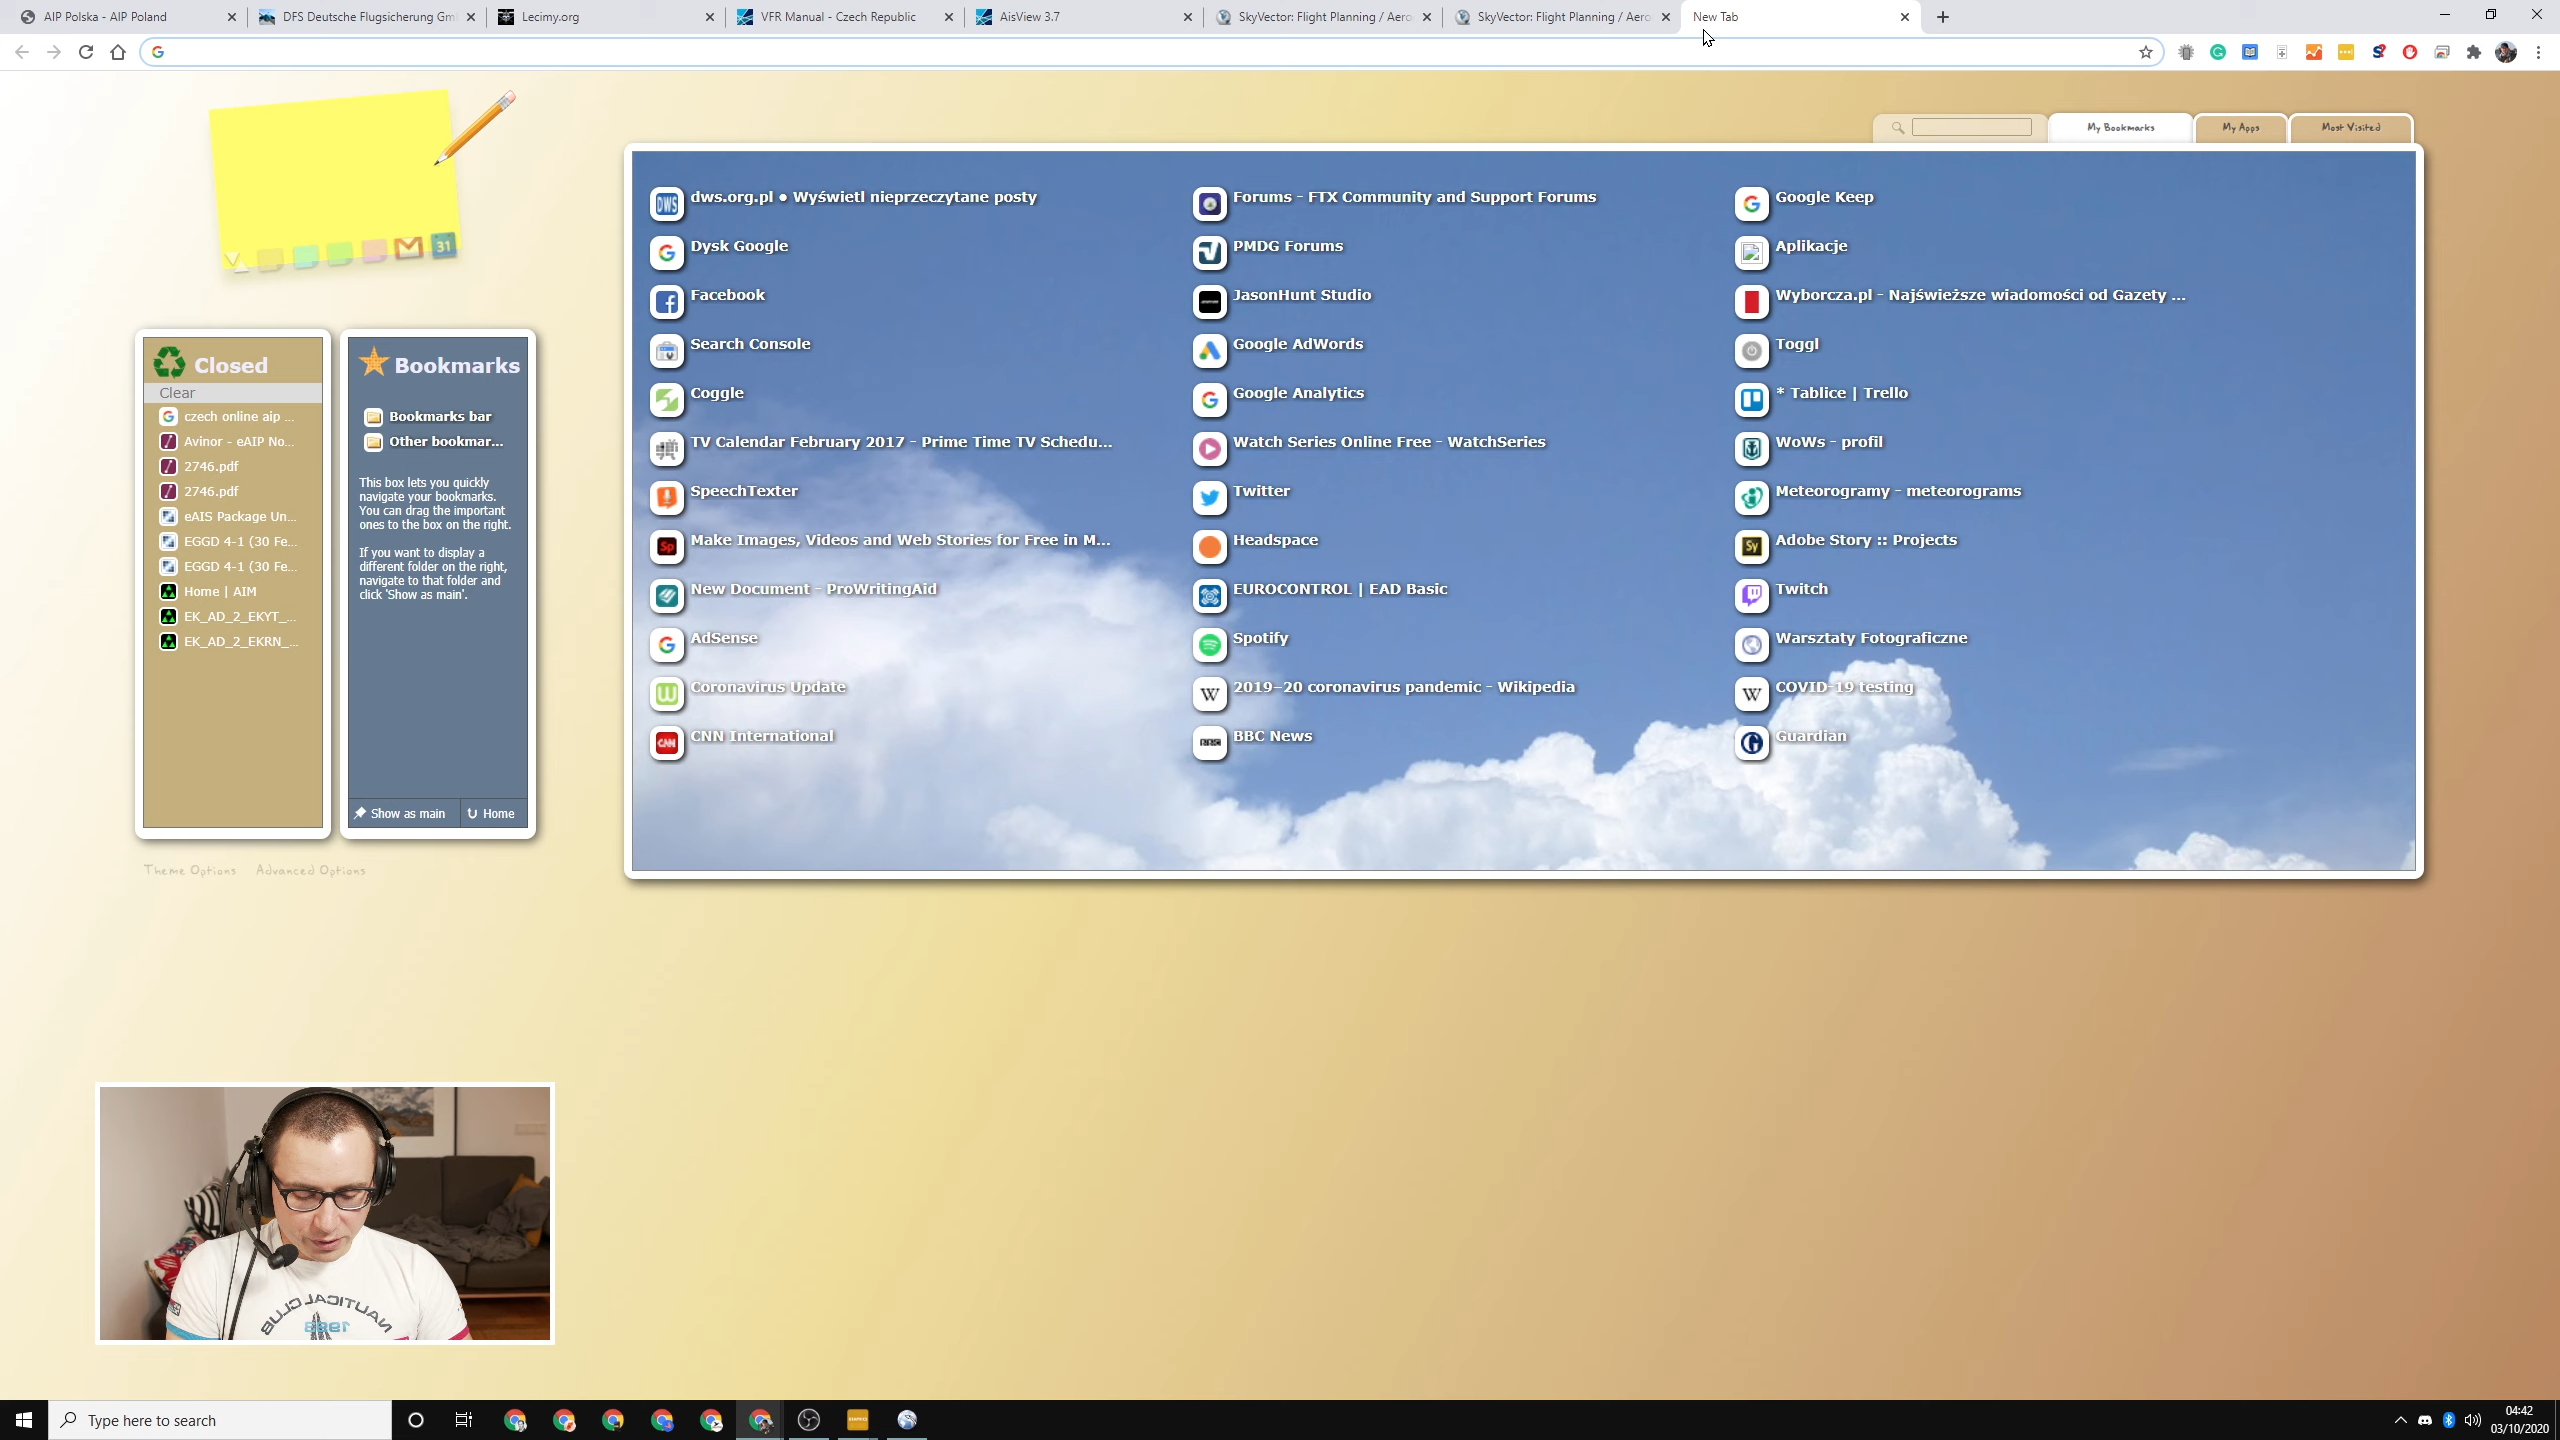 AIP Polska - AIP Poland
DFS Deutsche Flugsicherung Gm
Lecimy.org
VFR Manual - Czech Republic
AisView 3.7
SkyVector: Flight Planning / Aero
SkyVector: Flight Planning / Aero
New Tab
My Bookmarks
My Apps
Most Visited
31
Closed
Clear
czech online aip ...
Avinor - eAIP No...
2746.pdf
2746.pdf
eAIS Package Un...
EGGD 4-1 (30 Fe...
EGGD 4-1 (30 Fe...
Home | AIM
EK_AD_2_EKYT_...
EK_AD_2_EKRN_...
Bookmarks
Bookmarks bar
Other bookmar...
This box lets you quickly
navigate your bookmarks.
You can drag the important
ones to the box on the right.
If you want to display a
different folder on the right,
navigate to that folder and
click 'Show as main'.
Show as main
Home
Theme Options
Advanced Options
DWS
dws.org.pl ● Wyświetl nieprzeczytane posty
Dysk Google
Facebook
Search Console
Coggle
TV Calendar February 2017 - Prime Time TV Schedu...
SpeechTexter
Sp
Make Images, Videos and Web Stories for Free in M...
New Document - ProWritingAid
AdSense
Coronavirus Update
CNN
CNN International
Forums - FTX Community and Support Forums
PMDG Forums
JasonHunt Studio
Google AdWords
Google Analytics
Watch Series Online Free - WatchSeries
Twitter
Headspace
EUROCONTROL | EAD Basic
Spotify
W
2019–20 coronavirus pandemic - Wikipedia
BBC
BBC News
Google Keep
Aplikacje
Wyborcza.pl - Najświeższe wiadomości od Gazety ...
Toggl
* Tablice | Trello
WoWs - profil
Meteorogramy - meteorograms
Sy
Adobe Story :: Projects
Twitch
Warsztaty Fotograficzne
W
COVID-19 testing
Guardian
NAUTICAL CLUB
1988
Type here to search
04:42
03/10/2020